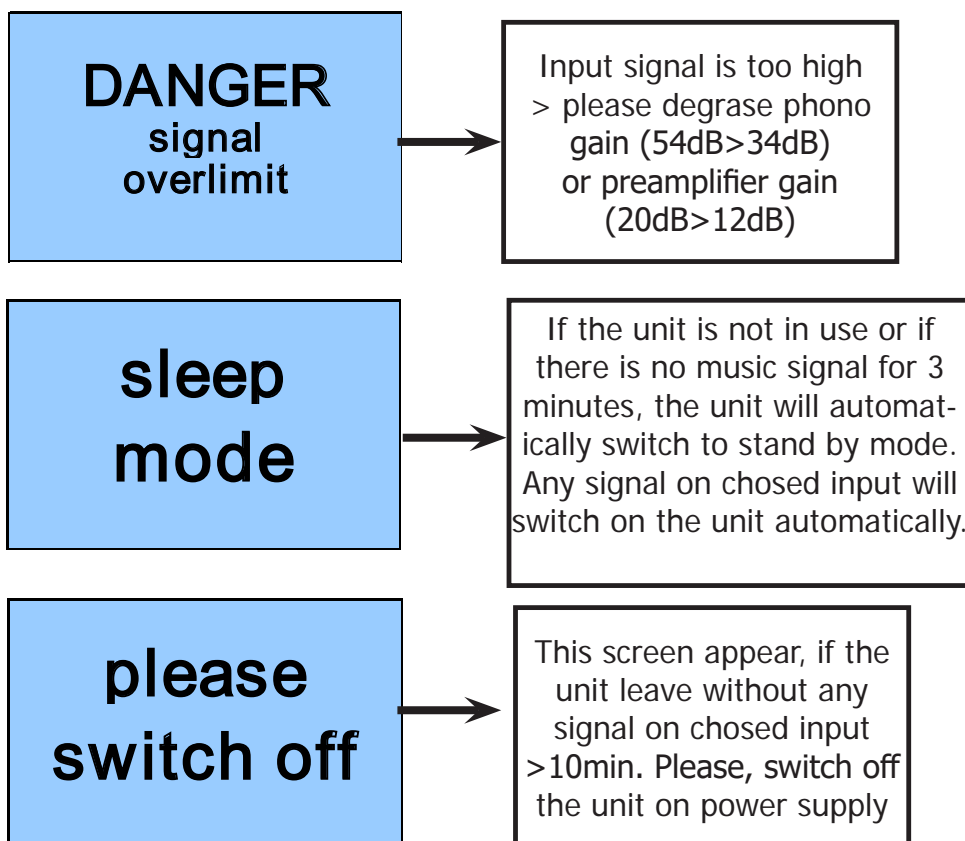 DANGER
signal
overlimit
Input signal is too high
> please degrase phono
gain (54dB>34dB)
or preamplifier gain
(20dB>12dB)
sleep
mode
If the unit is not in use or if
there is no music signal for 3
minutes, the unit will automat-
ically switch to stand by mode.
Any signal on chosed input will
switch on the unit automatically.
please
switch off
This screen appear, if the
unit leave without any
signal on chosed input
>10min. Please, switch off
the unit on power supply